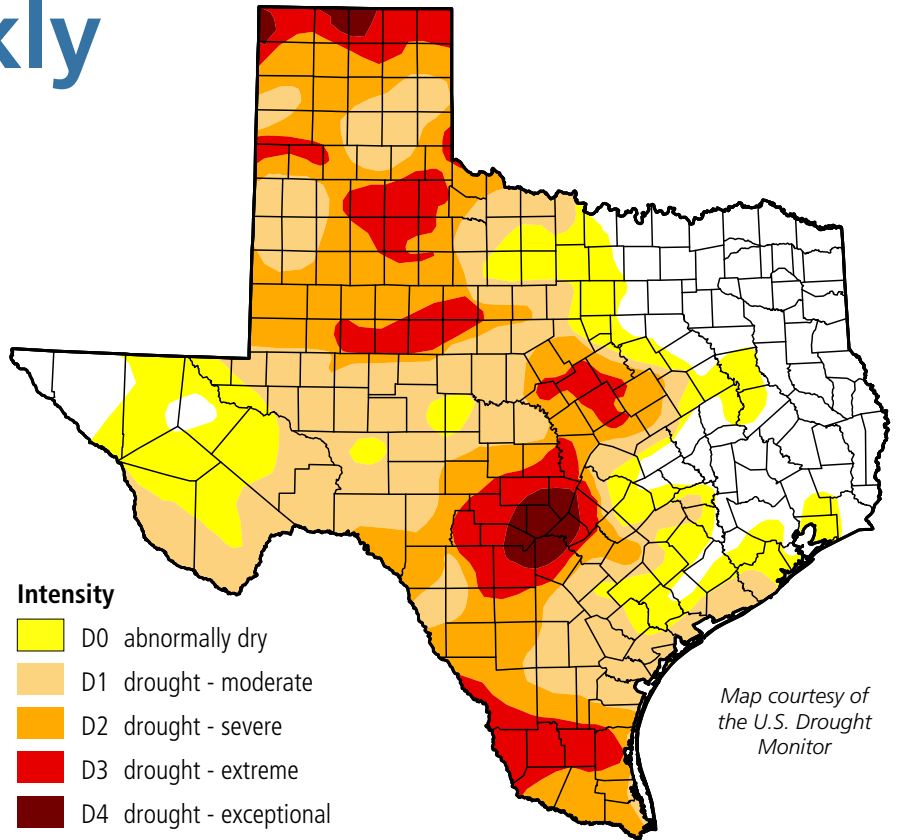 kly
Intensity
D0 abnormally dry
D1 drought - moderate
D2 drought - severe
D3 drought - extreme
D4 drought - exceptional
Map courtesy of
the U.S. Drought
Monitor